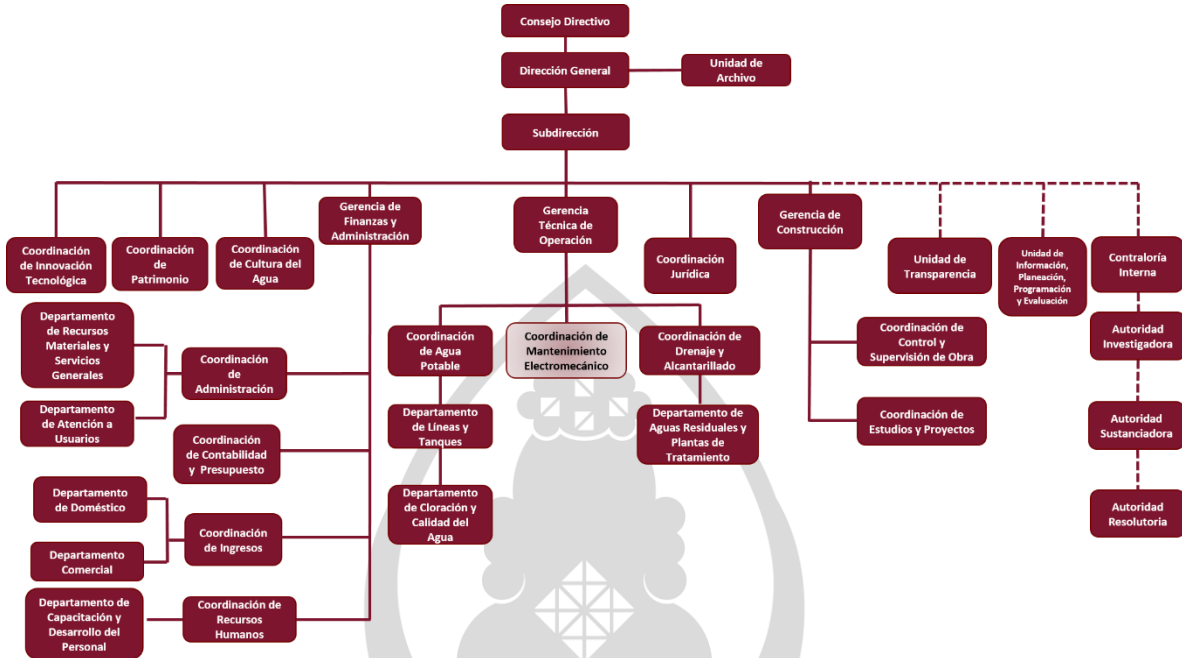 Consejo Directivo
Dirección General
Unidad de
Archivo
Subdirección
Coordinación
de Innovación
Tecnológica
Coordinación
de
Patrimonio
Coordinación
de Cultura del
Agua
Gerencia de
Finanzas y
Administración
Gerencia
Técnica de
Operación
Coordinación
Jurídica
Gerencia de
Construcción
Unidad de
Transparencia
Unidad de
Información,
Planeación,
Programación
y Evaluación
Contraloría
Interna
Departamento
de Recursos
Materiales y
Servicios
Generales
Departamento
de Atención a
Usuarios
Coordinación
de
Administración
Coordinación
de Contabilidad
y Presupuesto
Departamento
de Doméstico
Departamento
Comercial
Coordinación
de Ingresos
Departamento de
Capacitación y
Desarrollo del
Personal
Coordinación de
Recursos
Humanos
Coordinación
de Agua
Potable
Departamento
de Líneas y
Tanques
Departamento
de Cloración y
Calidad del
Agua
Coordinación de
Mantenimiento
Electromecánico
Coordinación de
Drenaje y
Alcantarillado
Departamento de
Aguas Residuales y
Plantas de
Tratamiento
Coordinación de
Control y
Supervisión de Obra
Coordinación de
Estudios y Proyectos
Autoridad
Investigadora
Autoridad
Sustanciadora
Autoridad
Resolutoria